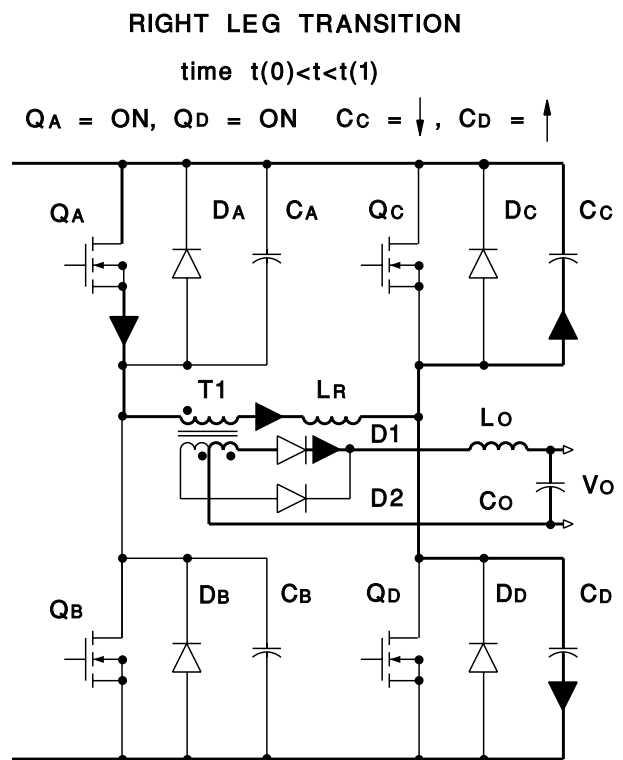 RIGHT LEG TRANSITION
time t(0)<t<t(1)
QA = ON, QD = ON CC = ↓ , CD = ↑
QA DA CA QC DC CC
T1 LR
D1 LO
D2 CO VO
QB DB CB QD DD CD